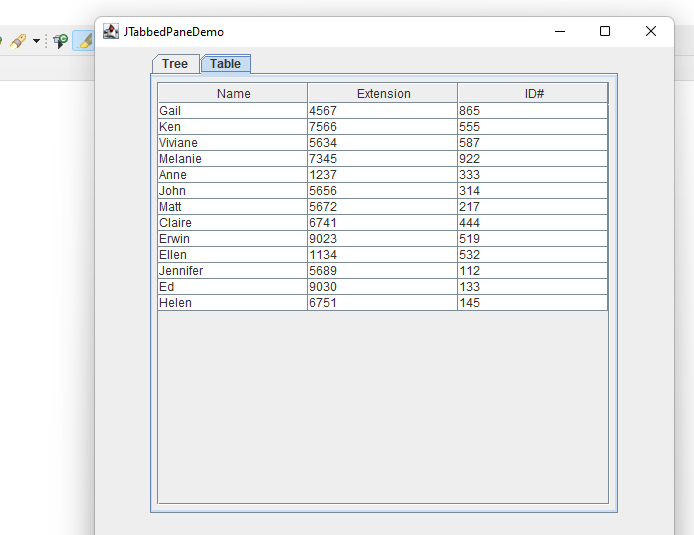 JTabbedPaneDemo
Tree Table
Name Extension ID#
Gail 4567 865
Ken 7566 555
Viviane 5634 587
Melanie 7345 922
Anne 1237 333
John 5656 314
Matt 5672 217
Claire 6741 444
Erwin 9023 519
Ellen 1134 532
Jennifer 5689 112
Ed 9030 133
Helen 6751 145